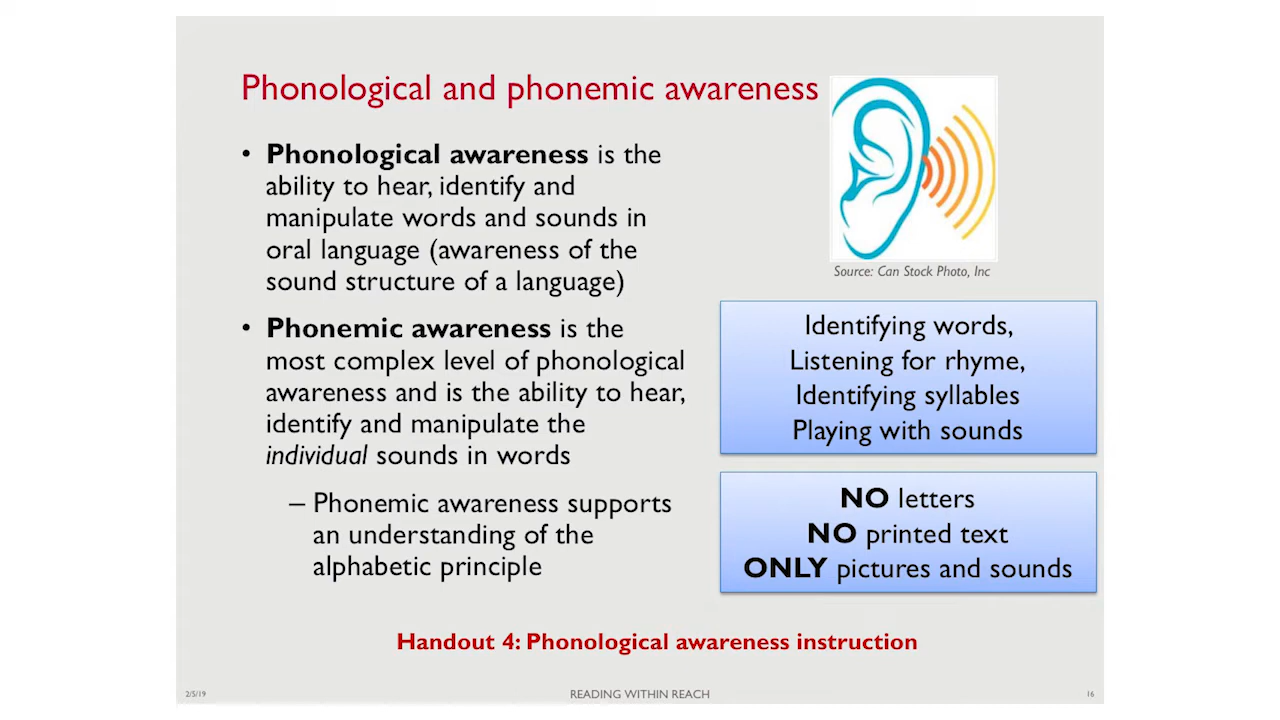 Phonological and phonemic awareness
• Phonological awareness is the
ability to hear, identify and
manipulate words and sounds in
oral language (awareness of the
sound structure of a language)
• Phonemic awareness is the
most complex level of phonological
awareness and is the ability to hear,
identify and manipulate the
individual sounds in words
– Phonemic awareness supports
an understanding of the
alphabetic principle
Source: Can Stock Photo, Inc
Identifying words,
Listening for rhyme,
Identifying syllables
Playing with sounds
NO letters
NO printed text
ONLY pictures and sounds
Handout 4: Phonological awareness instruction
2/5/19
READING WITHIN REACH
16